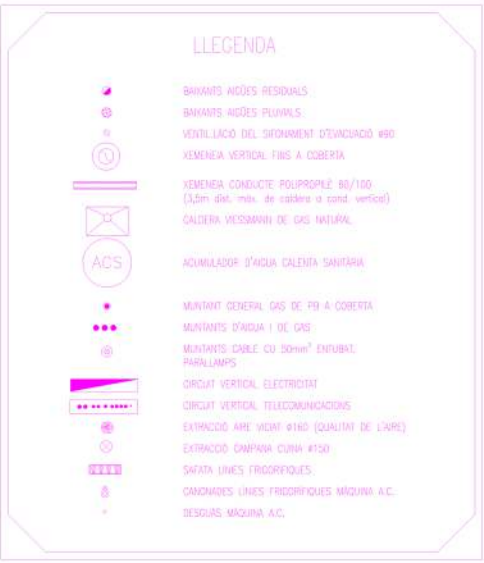 LLEGENDA
BAIXANTS AIGÜES RESIDUALS
BAIXANTS AIGÜES PLUVIALS
VENTIL.LACIÓ DEL SIFONAMENT D'EVACUACIÓ ø90
XEMENEIA VERTICAL FINS A COBERTA
XEMENEIA CONDUCTE POLIPROPILÈ 60/100
(3,5m dist. màx. de caldera a cond. vertical)
CALDERA VIESSMANN DE GAS NATURAL
ACS
ACUMULADOR D'AIGUA CALENTA SANITÀRIA
MUNTANT GENERAL GAS DE PB A COBERTA
MUNTANTS D'AIGUA I DE GAS
MUNTANTS CABLE CU 50mm² ENTUBAT.
PARALLAMPS
CIRCUIT VERTICAL ELECTRICITAT
CIRCUIT VERTICAL TELECOMUNICACIONS
EXTRACCIÓ AIRE VICIAT ø160 (QUALITAT DE L'AIRE)
EXTRACCIÓ CAMPANA CUINA ø150
SAFATA LÍNIES FRIGORÍFIQUES
CANONADES LÍNIES FRIGORÍFIQUES MÀQUINA A.C.
DESGUÀS MÀQUINA A.C.